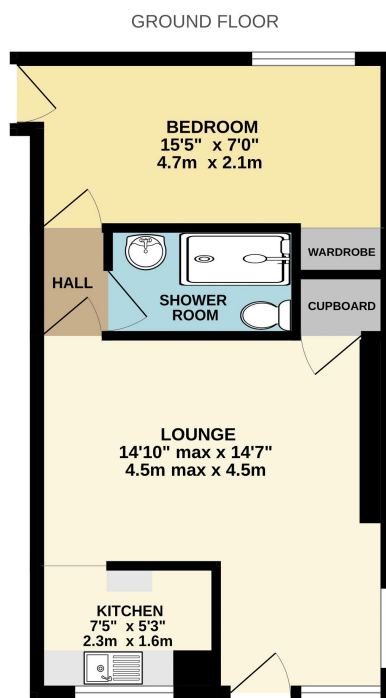 GROUND FLOOR
BEDROOM
15'5" x 7'0"
4.7m x 2.1m
WARDROBE
HALL
SHOWER
ROOM
CUPBOARD
LOUNGE
14'10" max x 14'7"
4.5m max x 4.5m
KITCHEN
7'5" x 5'3"
2.3m x 1.6m